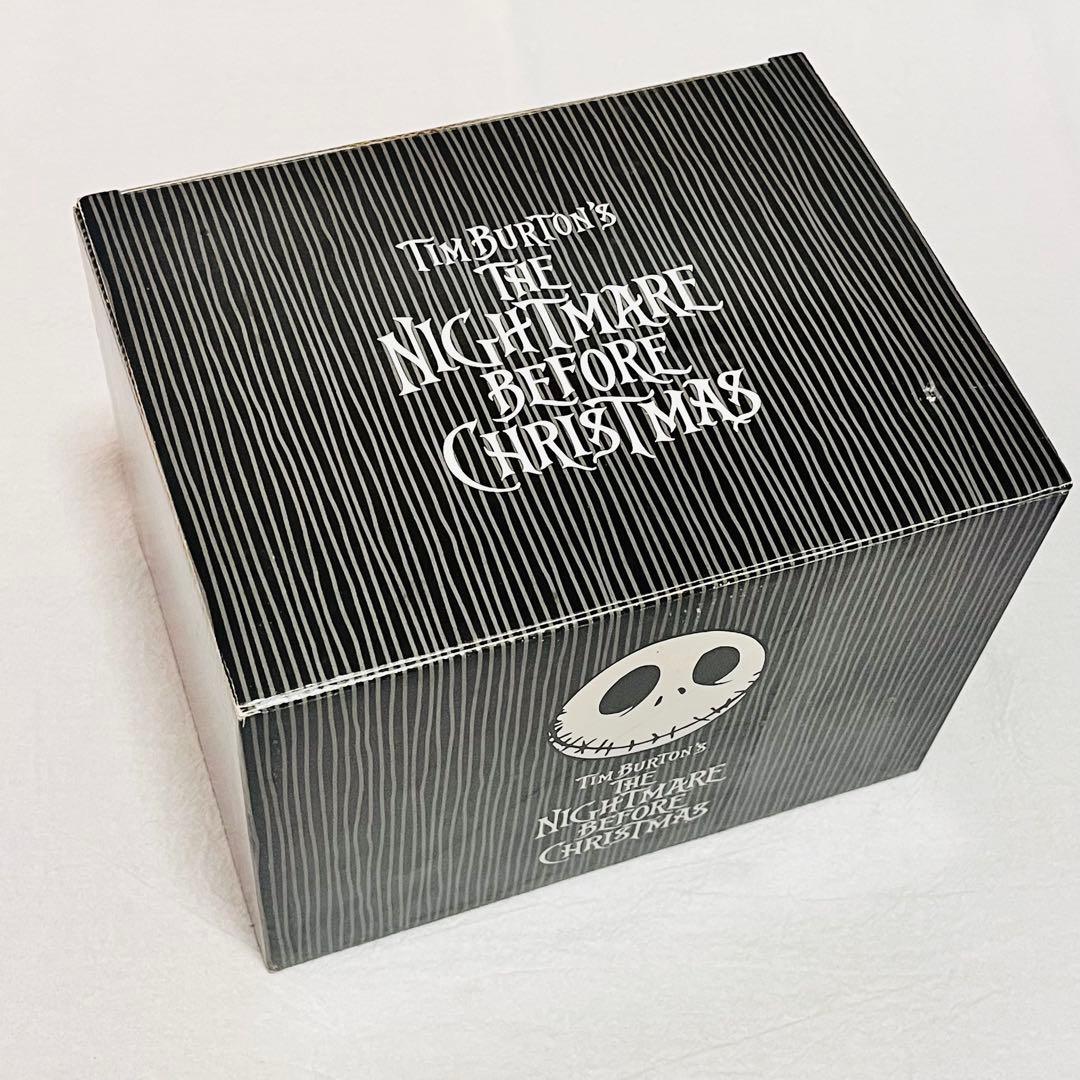 TIM BURTON'S
THE
NIGHTMARE
BEFORE
CHRISTMAS
TIM BURTON'S
THE
NIGHTMARE
BEFORE
CHRISTMAS